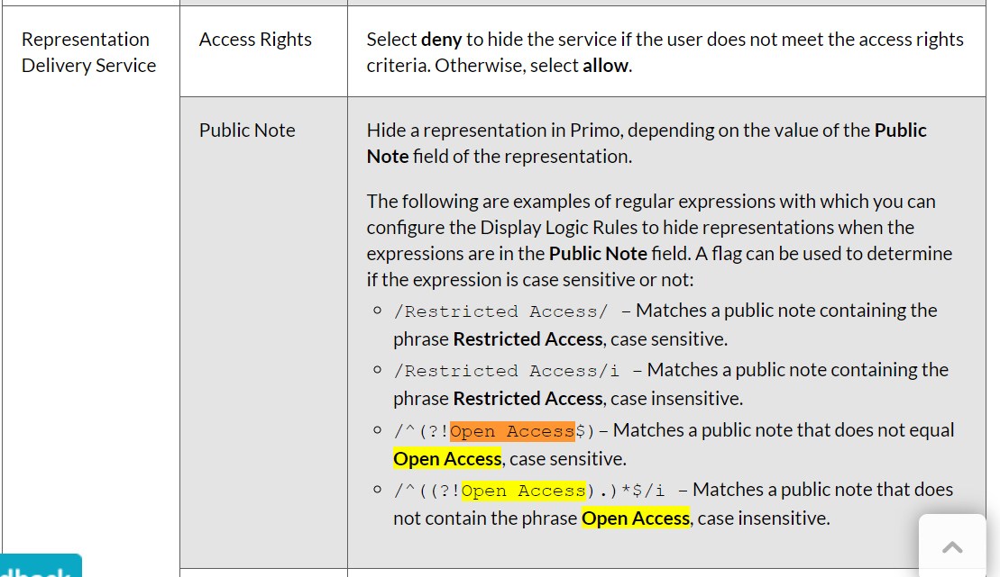 Representation
Delivery Service
Access Rights
Select deny to hide the service if the user does not meet the access rights
criteria. Otherwise, select allow.
Public Note
Hide a representation in Primo, depending on the value of the Public
Note field of the representation.
The following are examples of regular expressions with which you can
configure the Display Logic Rules to hide representations when the
expressions are in the Public Note field. A flag can be used to determine
if the expression is case sensitive or not:
/Restricted Access/ – Matches a public note containing the
phrase Restricted Access, case sensitive.
/Restricted Access/i – Matches a public note containing the
phrase Restricted Access, case insensitive.
/^(?!Open Access$)– Matches a public note that does not equal
Open Access, case sensitive.
/^((?!Open Access).)*$/i – Matches a public note that does
not contain the phrase Open Access, case insensitive.